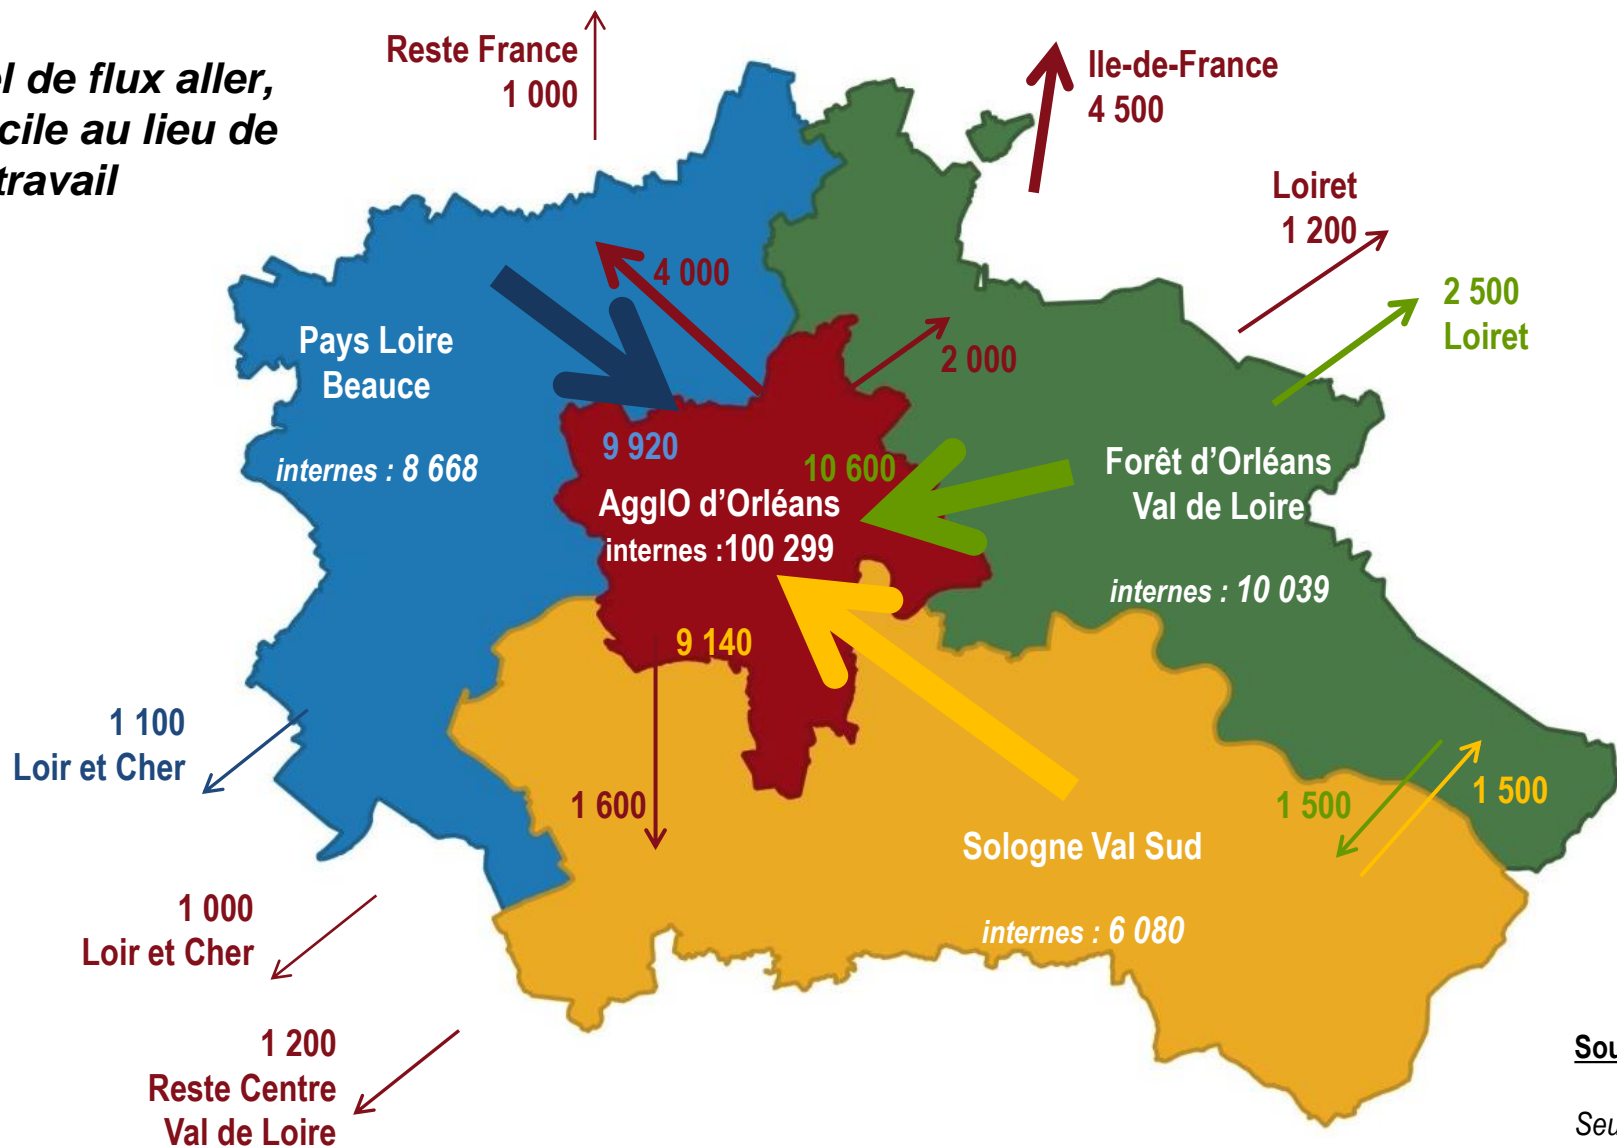 de flux aller,
au lieu de
travail
Reste France
1 000
Ile-de-France
4 500
Loiret
1 200
2 500
Loiret
4 000
2 000
Pays Loire
Beauce
internes : 8 668
9 920
10 600
AgglO d’Orléans
internes :100 299
Forêt d’Orléans
Val de Loire
internes : 10 039
9 140
1 100
Loir et Cher
1 600
1 500
1 500
Sologne Val Sud
internes : 6 080
1 000
Loir et Cher
1 200
Reste Centre
Val de Loire